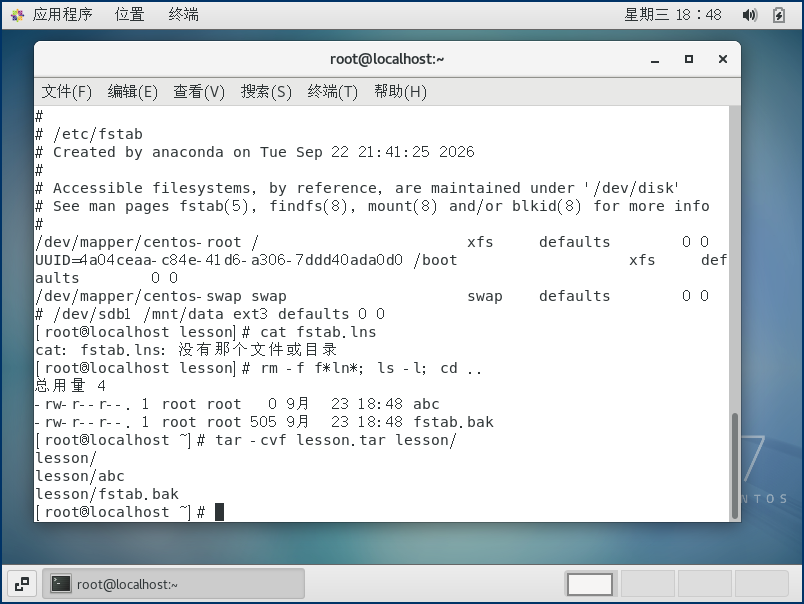 应用程序 位置 终端 星期三 18：48
root@localhost:~
文件(F) 编辑(E) 查看(V) 搜索(S) 终端(T) 帮助(H)
#
# /etc/fstab
# Created by anaconda on Tue Sep 22 21:41:25 2026
#
# Accessible filesystems, by reference, are maintained under '/dev/disk'
# See man pages fstab(5), findfs(8), mount(8) and/or blkid(8) for more info
#
/dev/mapper/centos-root / xfs defaults 0 0
UUID=4a04ceaa-c84e-41d6-a306-7ddd40ada0d0 /boot xfs def
aults 0 0
/dev/mapper/centos-swap swap swap defaults 0 0
# /dev/sdb1 /mnt/data ext3 defaults 0 0
[root@localhost lesson]# cat fstab.lns
cat: fstab.lns: 没有那个文件或目录
[root@localhost lesson]# rm -f f*ln*; ls -l; cd ..
总用量 4
-rw-r--r--. 1 root root 0 9月 23 18:48 abc
-rw-r--r--. 1 root root 505 9月 23 18:48 fstab.bak
[root@localhost ~]# tar -cvf lesson.tar lesson/
lesson/
lesson/abc
lesson/fstab.bak
[root@localhost ~]#
7
NTOS
root@localhost:~